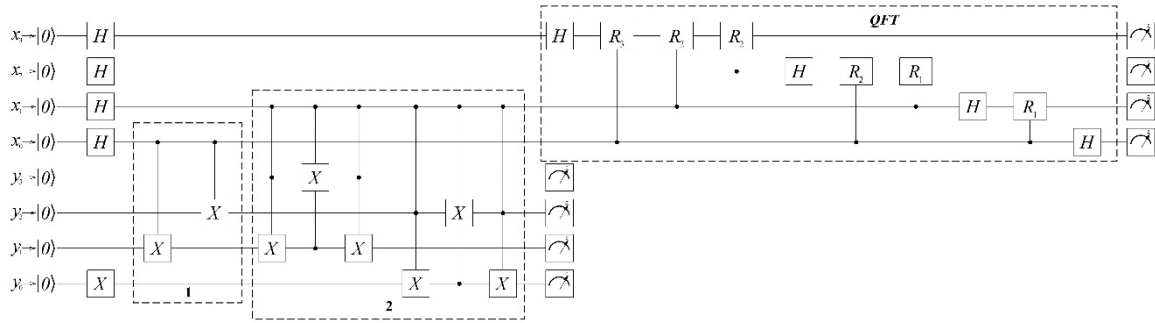 QFT
x₃→|0⟩ H H R₃ R₂ R₂
x₂→|0⟩ H H R₂ R₁
x₁→|0⟩ H H R₁
x₀→|0⟩ H H
y₃→|0⟩ X
y₂→|0⟩ X X
y₁→|0⟩ X X X
y₀→|0⟩ X X X
1
2